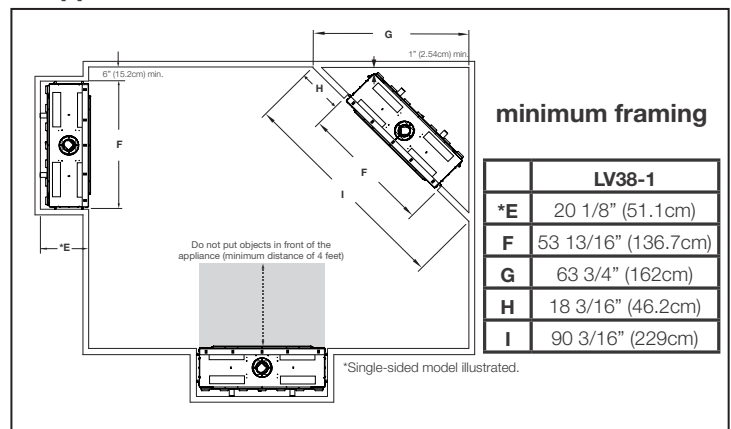 G
1" (2.54cm) min.
6" (15.2cm) min.
H
F
F
I
*E
Do not put objects in front of the
appliance (minimum distance of 4 feet)
*Single-sided model illustrated.
minimum framing
LV38-1
*E 20 1/8" (51.1cm)
F 53 13/16" (136.7cm)
G 63 3/4" (162cm)
H 18 3/16" (46.2cm)
I 90 3/16" (229cm)